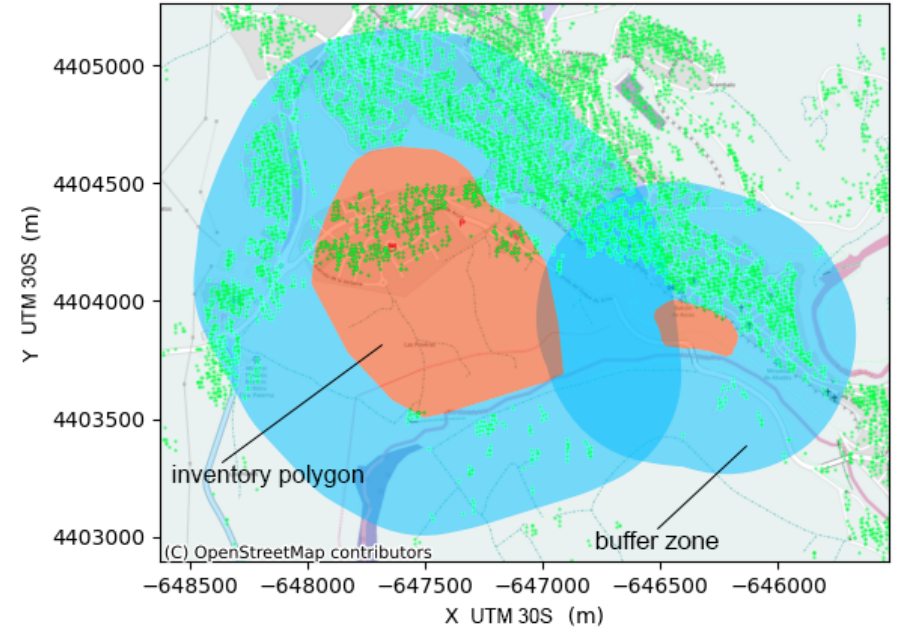 4405000
4404500
4404000
4403500
4403000
Y UTM 30S (m)
inventory polygon
buffer zone
(C) OpenStreetMap contributors
−648500 −648000 −647500 −647000 −646500 −646000
X UTM 30S (m)